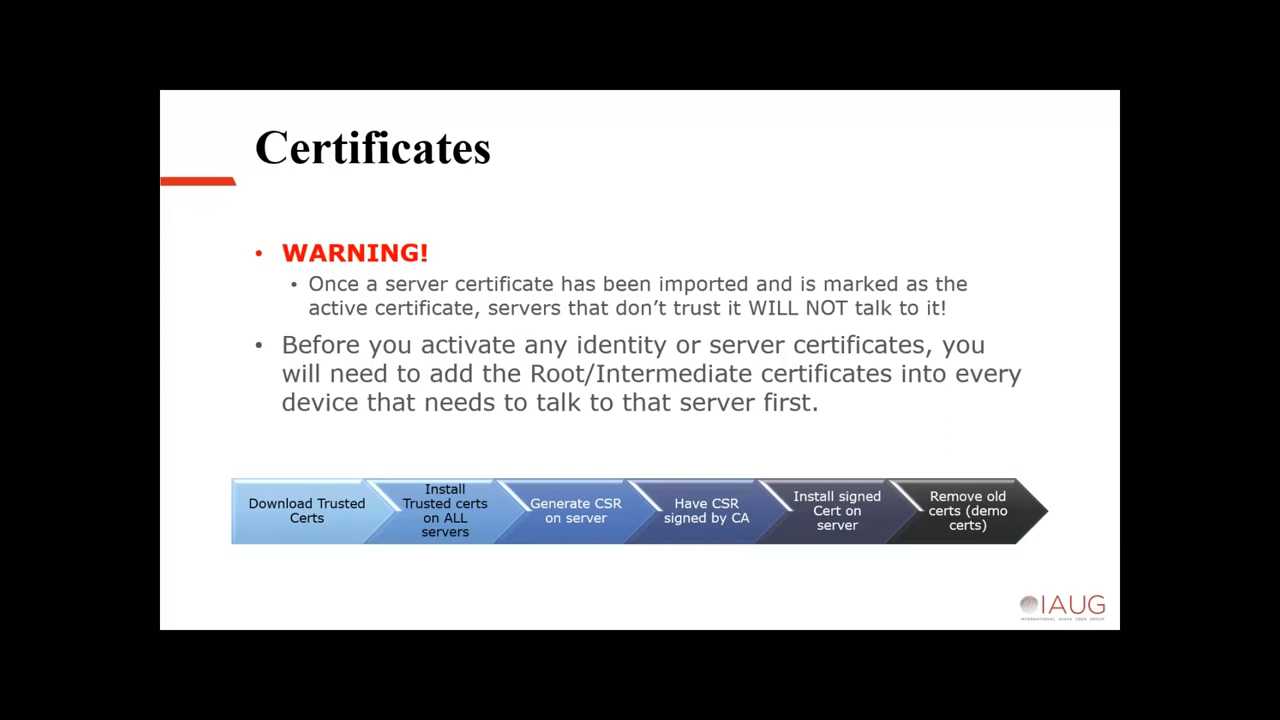 Certificates
• WARNING!
• Once a server certificate has been imported and is marked as the
active certificate, servers that don’t trust it WILL NOT talk to it!
• Before you activate any identity or server certificates, you
will need to add the Root/Intermediate certificates into every
device that needs to talk to that server first.
Download Trusted
Certs
Install
Trusted certs
on ALL
servers
Generate CSR
on server
Have CSR
signed by CA
Install signed
Cert on
server
Remove old
certs (demo
certs)
IAUG
INTERNATIONAL AVAYA USER GROUP